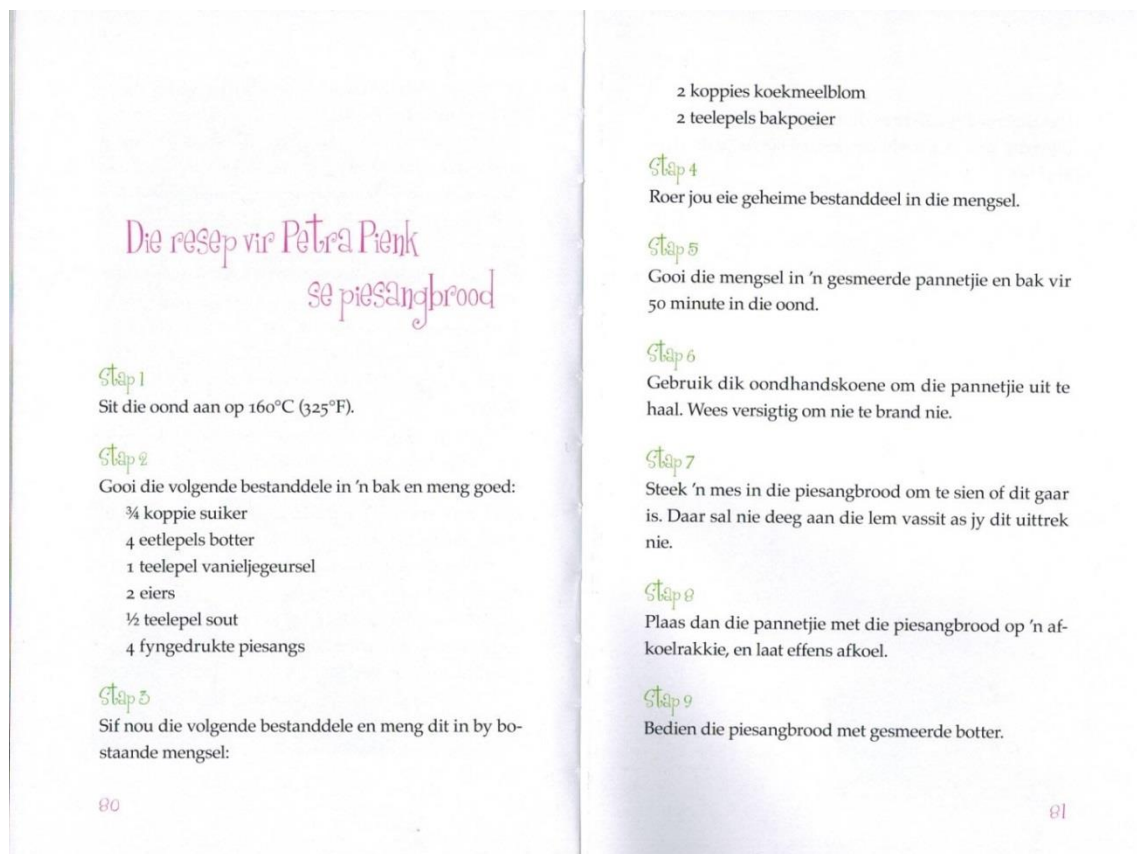 Die resep vir Petra Pienk
se piesangbrood
Stap 1
Sit die oond aan op 160°C (325°F).
Stap 2
Gooi die volgende bestanddele in 'n bak en meng goed:
¾ koppie suiker
4 eetlepels botter
1 teelepel vanieljegeursel
2 eiers
½ teelepel sout
4 fyngedrukte piesangs
Stap 3
Sif nou die volgende bestanddele en meng dit in by bo-
staande mengsel:
80
2 koppies koekmeelblom
2 teelepels bakpoeier
Stap 4
Roer jou eie geheime bestanddeel in die mengsel.
Stap 5
Gooi die mengsel in 'n gesmeerde pannetjie en bak vir
50 minute in die oond.
Stap 6
Gebruik dik oondhandskoene om die pannetjie uit te
haal. Wees versigtig om nie te brand nie.
Stap 7
Steek 'n mes in die piesangbrood om te sien of dit gaar
is. Daar sal nie deeg aan die lem vassit as jy dit uittrek
nie.
Stap 8
Plaas dan die pannetjie met die piesangbrood op 'n af-
koelrakkie, en laat effens afkoel.
Stap 9
Bedien die piesangbrood met gesmeerde botter.
81